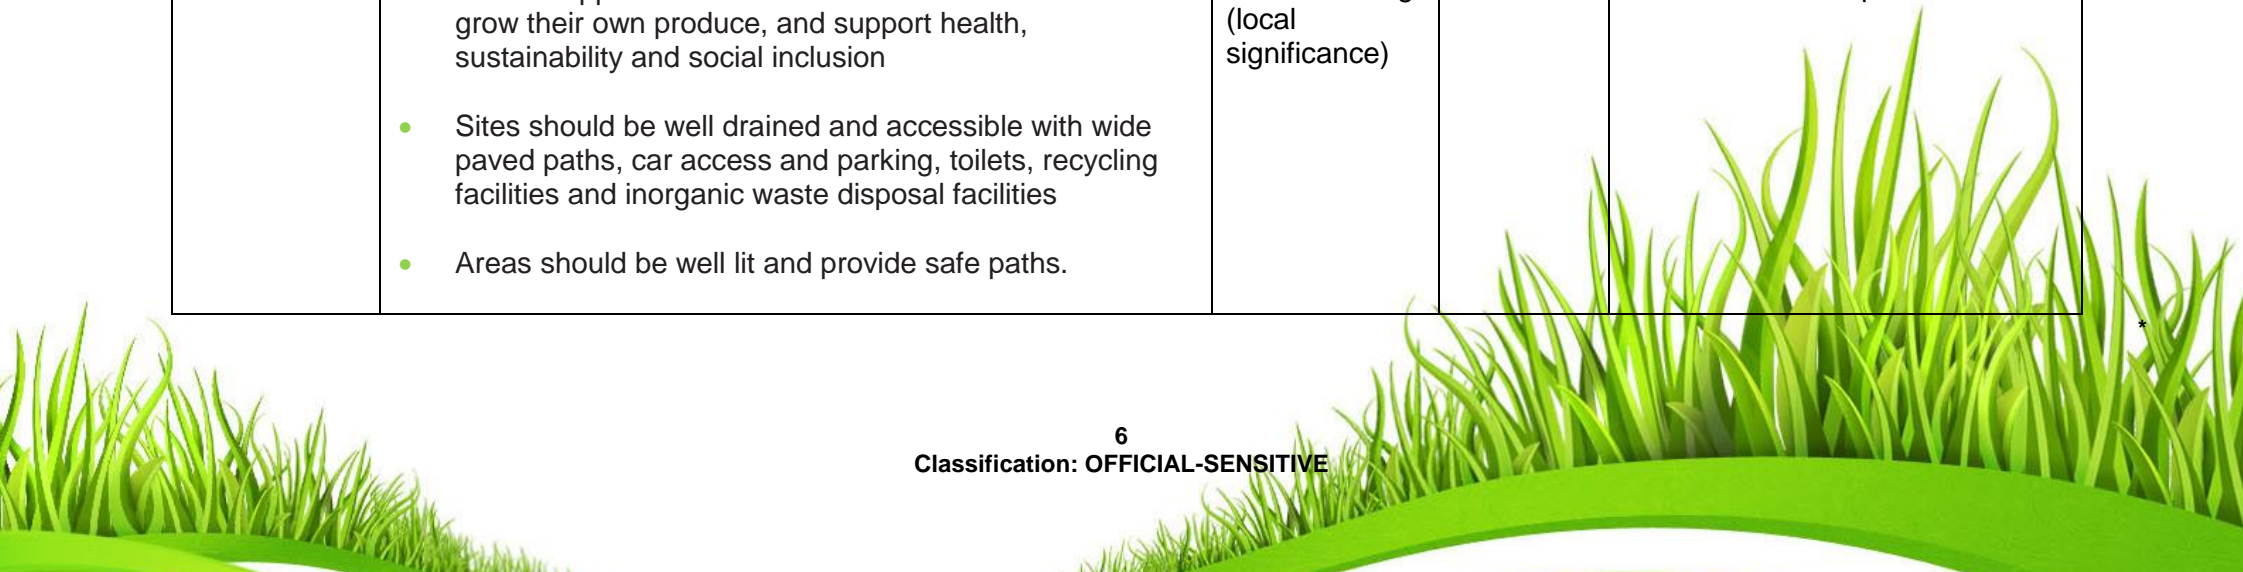 grow their own produce, and support health,
sustainability and social inclusion
• Sites should be well drained and accessible with wide
paved paths, car access and parking, toilets, recycling
facilities and inorganic waste disposal facilities
• Areas should be well lit and provide safe paths.
(local
significance)
*
6
Classification: OFFICIAL-SENSITIVE